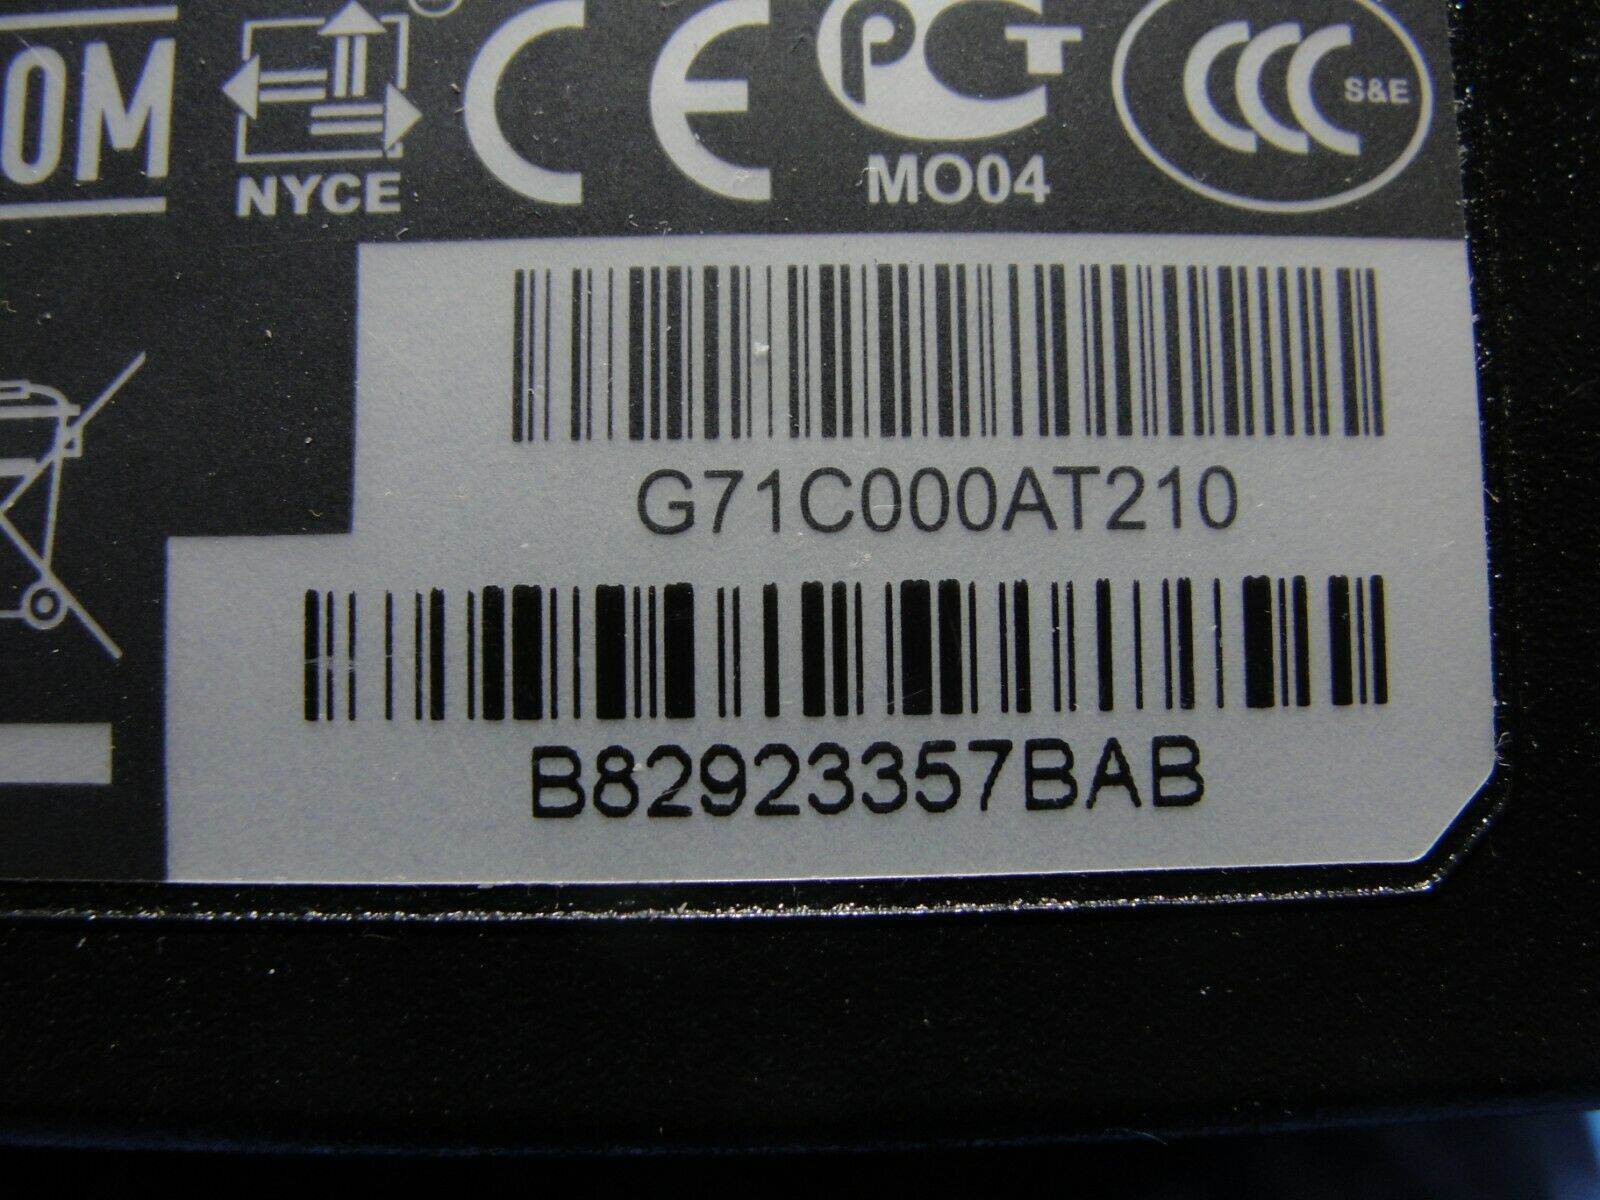 OM
NYCE
CE
PCT
MO04
CCC S&E
G71C000AT210
B82923357BAB